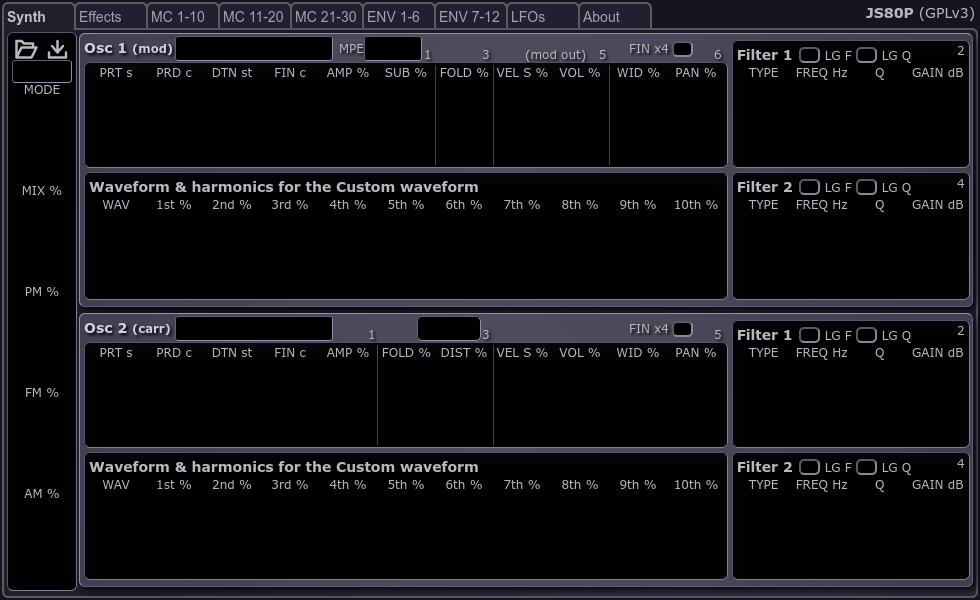 Synth Effects MC 1-10 MC 11-20 MC 21-30 ENV 1-6 ENV 7-12 LFOs About JS80P (GPLv3)
MODE
MIX %
PM %
FM %
AM %
Osc 1 (mod) MPE 1 3 (mod out) 5 FIN x4 6
PRT s PRD c DTN st FIN c AMP % SUB % FOLD % VEL S % VOL % WID % PAN %
Filter 1 LG F LG Q 2
TYPE FREQ Hz Q GAIN dB
Waveform & harmonics for the Custom waveform
WAV 1st % 2nd % 3rd % 4th % 5th % 6th % 7th % 8th % 9th % 10th %
Filter 2 LG F LG Q 4
TYPE FREQ Hz Q GAIN dB
Osc 2 (carr) 1 3 FIN x4 5
PRT s PRD c DTN st FIN c AMP % FOLD % DIST % VEL S % VOL % WID % PAN %
Filter 1 LG F LG Q 2
TYPE FREQ Hz Q GAIN dB
Waveform & harmonics for the Custom waveform
WAV 1st % 2nd % 3rd % 4th % 5th % 6th % 7th % 8th % 9th % 10th %
Filter 2 LG F LG Q 4
TYPE FREQ Hz Q GAIN dB